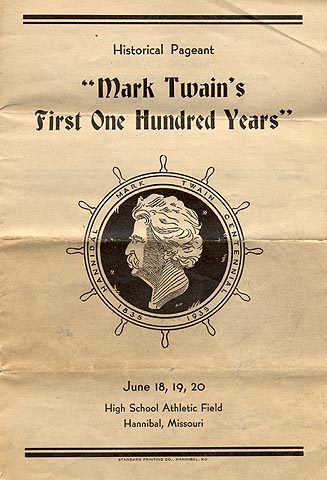 Historical Pageant
"Mark Twain's
First One Hundred Years"
HANNIBAL MARK TWAIN CENTENNIAL
1835 1935
June 18, 19, 20
High School Athletic Field
Hannibal, Missouri
STANDARD PRINTING CO., HANNIBAL, MO.